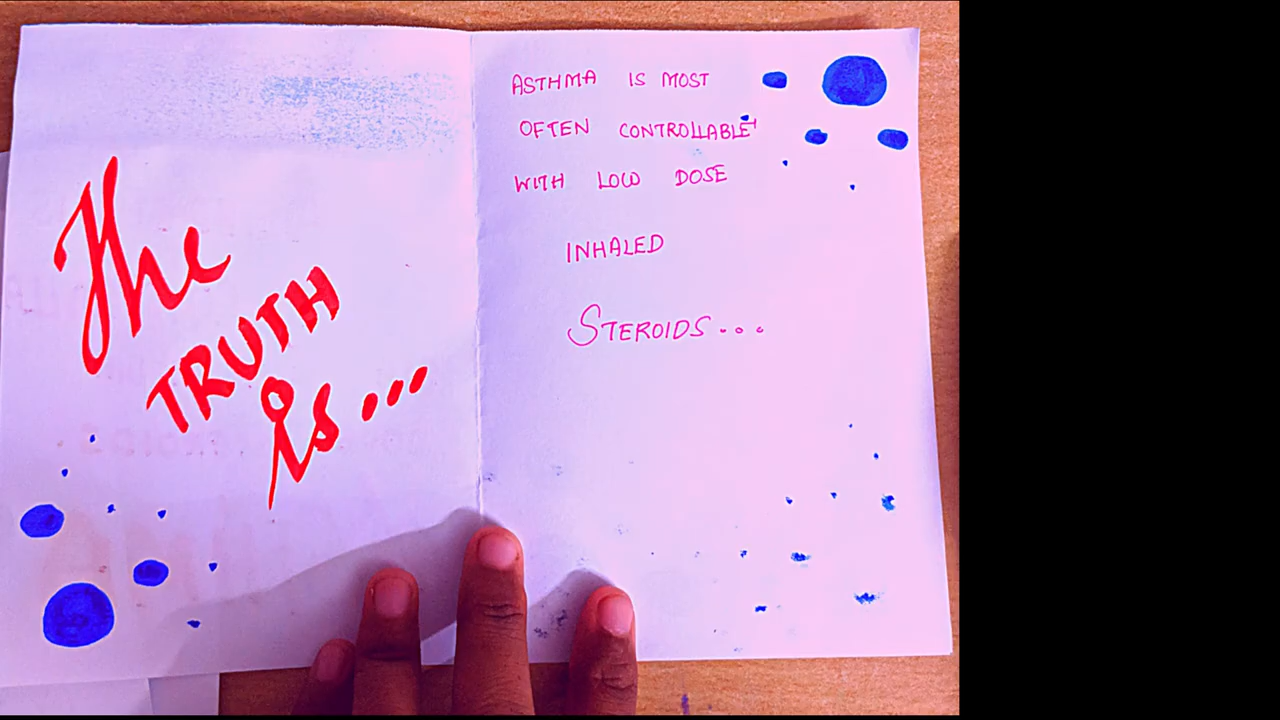 The
TRUTH
is...
ASTHMA IS MOST
OFTEN CONTROLLABLE
WITH LOW DOSE
INHALED
STEROIDS...